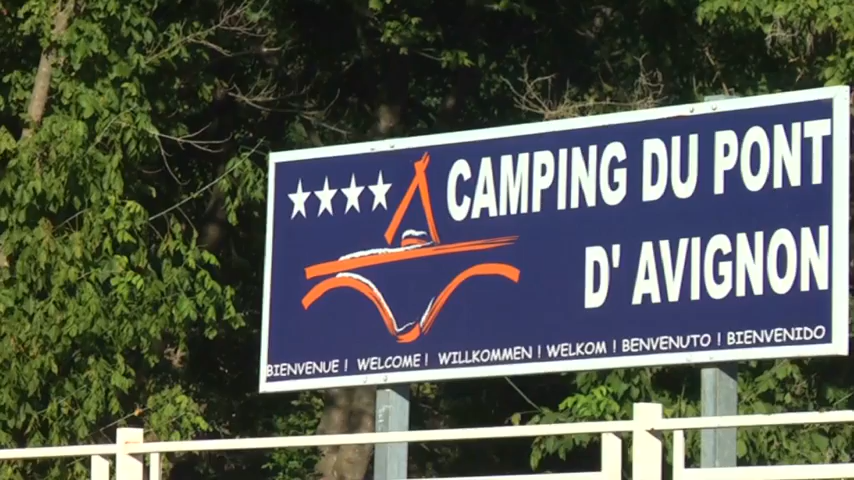 CAMPING DU PONT
D' AVIGNON
BIENVENUE ! WELCOME ! WILLKOMMEN ! WELKOM ! BENVENUTO ! BIENVENIDO